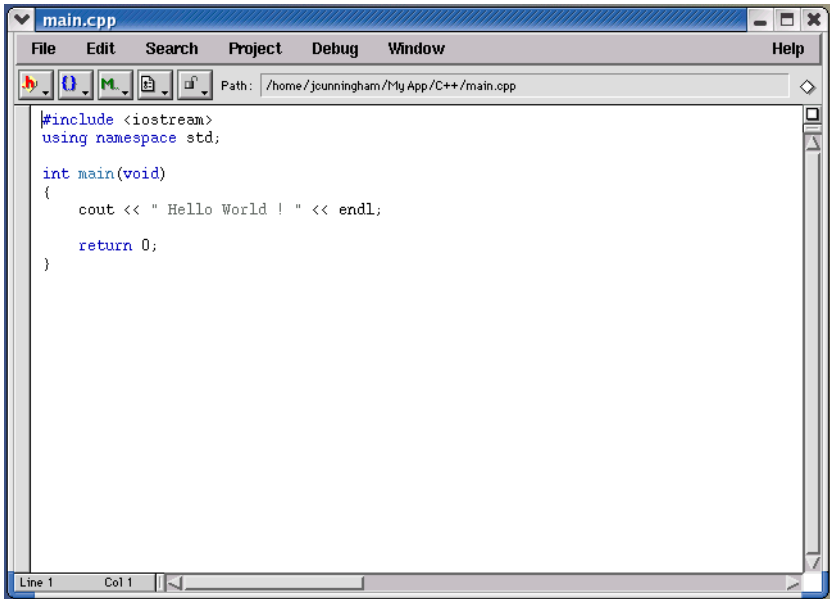 main.cpp
File Edit Search Project Debug Window Help
h {} M Path: /home/jcunningham/My App/C++/main.cpp
#include <iostream>
using namespace std;
int main(void)
{
cout << " Hello World ! " << endl;
return 0;
}
Line 1 Col 1